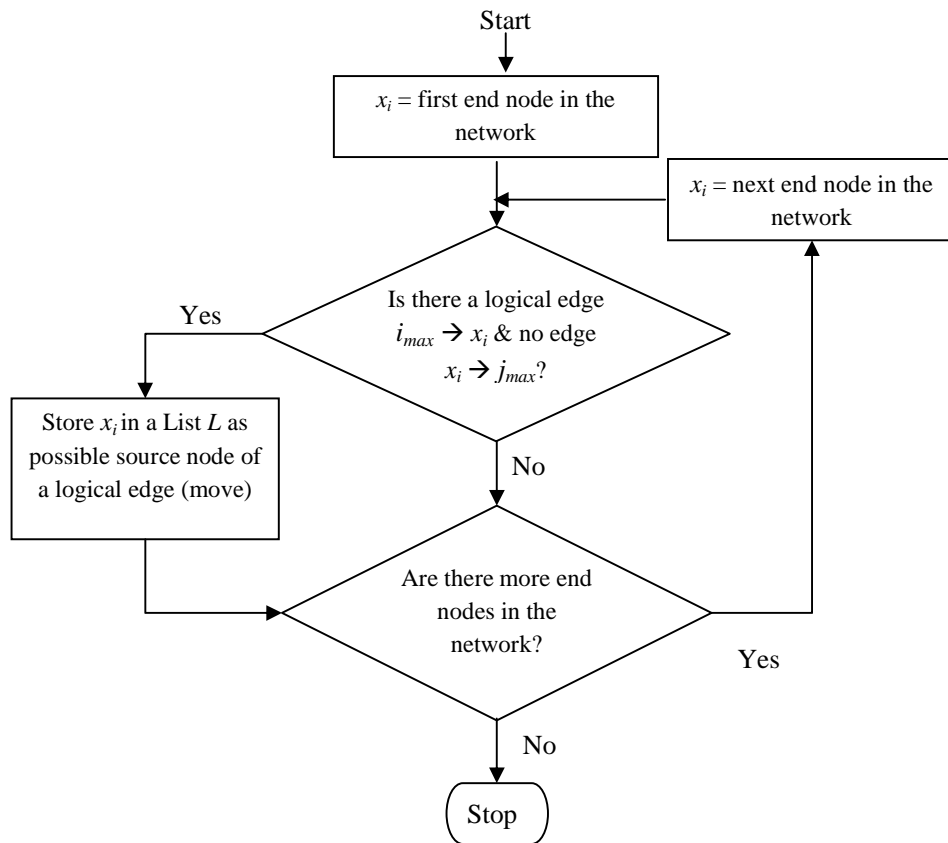 Start
x_i = first end node in the
network
x_i = next end node in the
network
Is there a logical edge
i_max → x_i & no edge
x_i → j_max?
Yes
Store x_i in a List L as
possible source node of
a logical edge (move)
No
Are there more end
nodes in the
network?
Yes
No
Stop